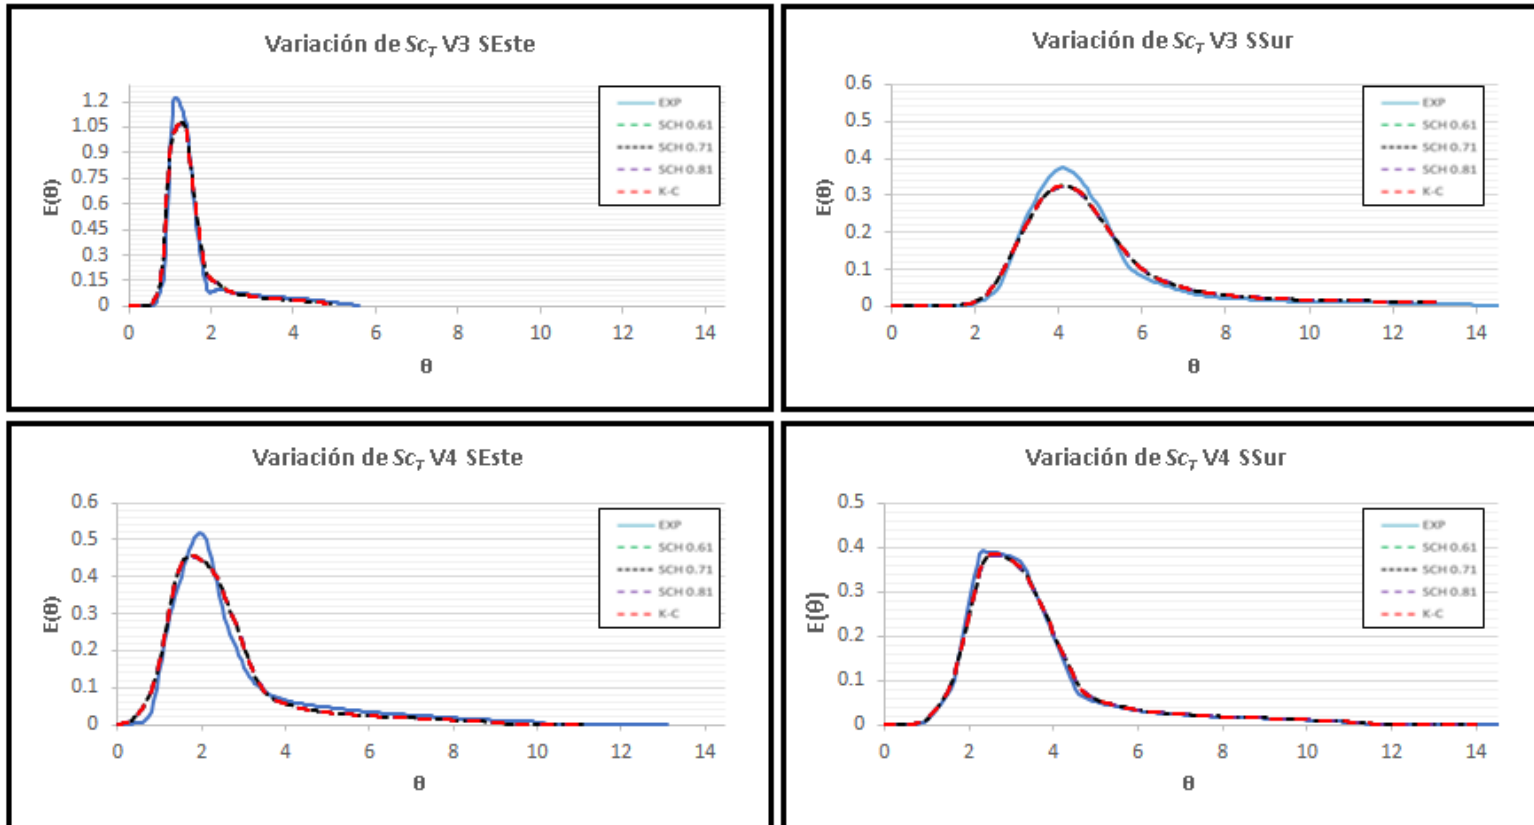 Variación de Sc_T V3 SEste
E(θ)
1.2
1.05
0.9
0.75
0.6
0.45
0.3
0.15
0
0 2 4 6 8 10 12 14
θ
EXP
SCH 0.61
SCH 0.71
SCH 0.81
K-C
Variación de Sc_T V3 SSur
E(θ)
0.6
0.5
0.4
0.3
0.2
0.1
0
0 2 4 6 8 10 12 14
θ
EXP
SCH 0.61
SCH 0.71
SCH 0.81
K-C
Variación de Sc_T V4 SEste
E(θ)
0.6
0.5
0.4
0.3
0.2
0.1
0
0 2 4 6 8 10 12 14
θ
EXP
SCH 0.61
SCH 0.71
SCH 0.81
K-C
Variación de Sc_T V4 SSur
E(θ)
0.5
0.4
0.3
0.2
0.1
0
0 2 4 6 8 10 12 14
θ
EXP
SCH 0.61
SCH 0.71
SCH 0.81
K-C